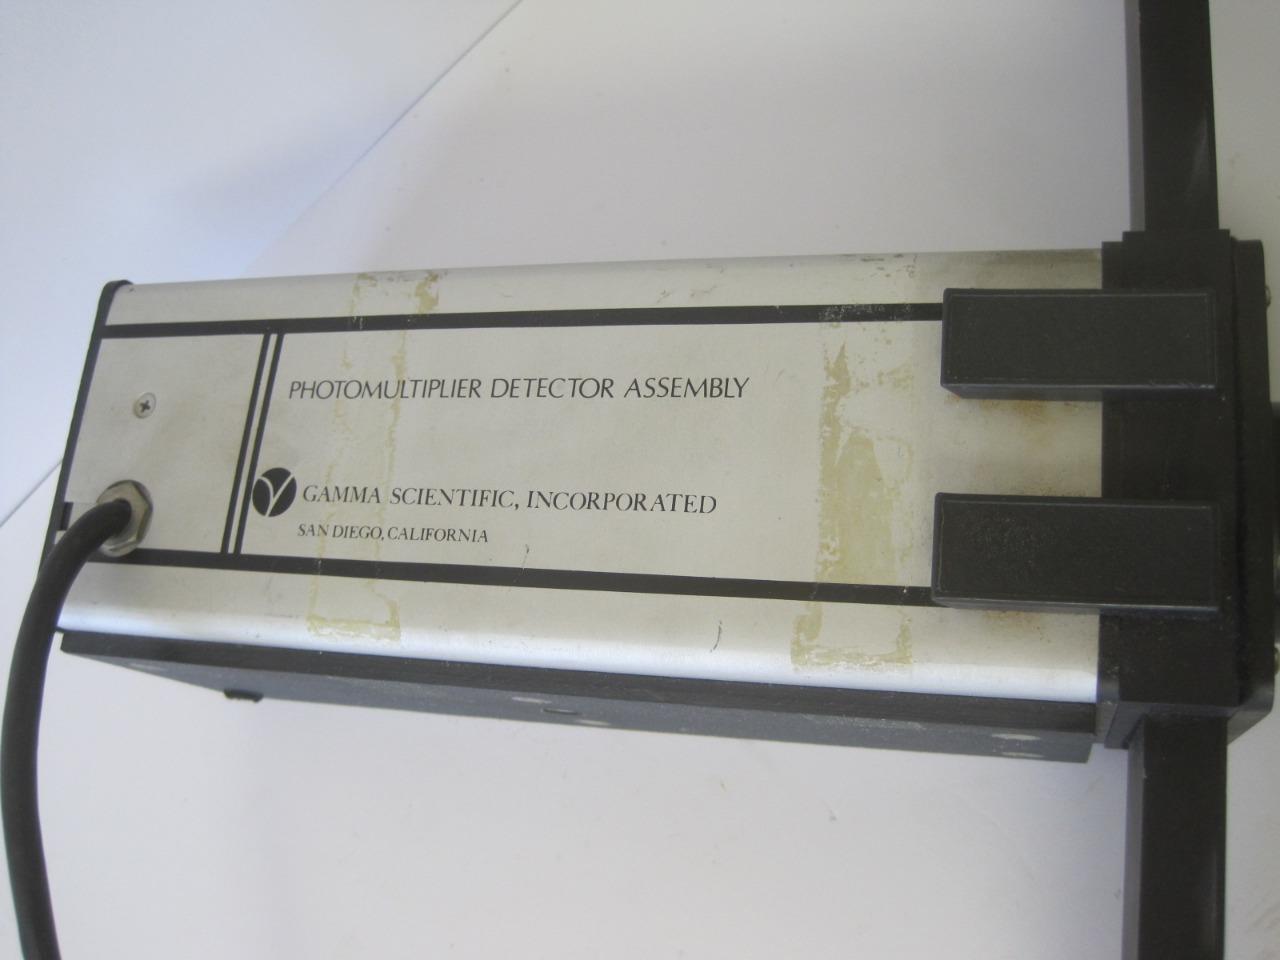 PHOTOMULTIPLIER DETECTOR ASSEMBLY
GAMMA SCIENTIFIC, INCORPORATED
SAN DIEGO, CALIFORNIA